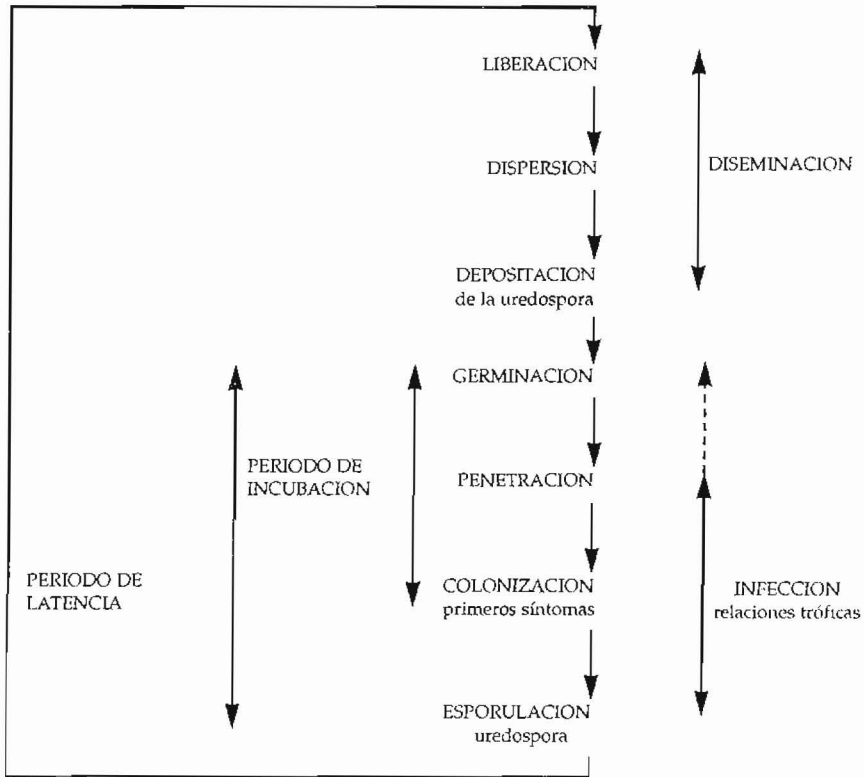 LIBERACION
DISPERSION
DISEMINACION
DEPOSITACION
de la uredospora
GERMINACION
PERIODO DE
INCUBACION
PENETRACION
PERIODO DE
LATENCIA
COLONIZACION
primeros síntomas
INFECCION
relaciones tróficas
ESPORULACION
uredospora